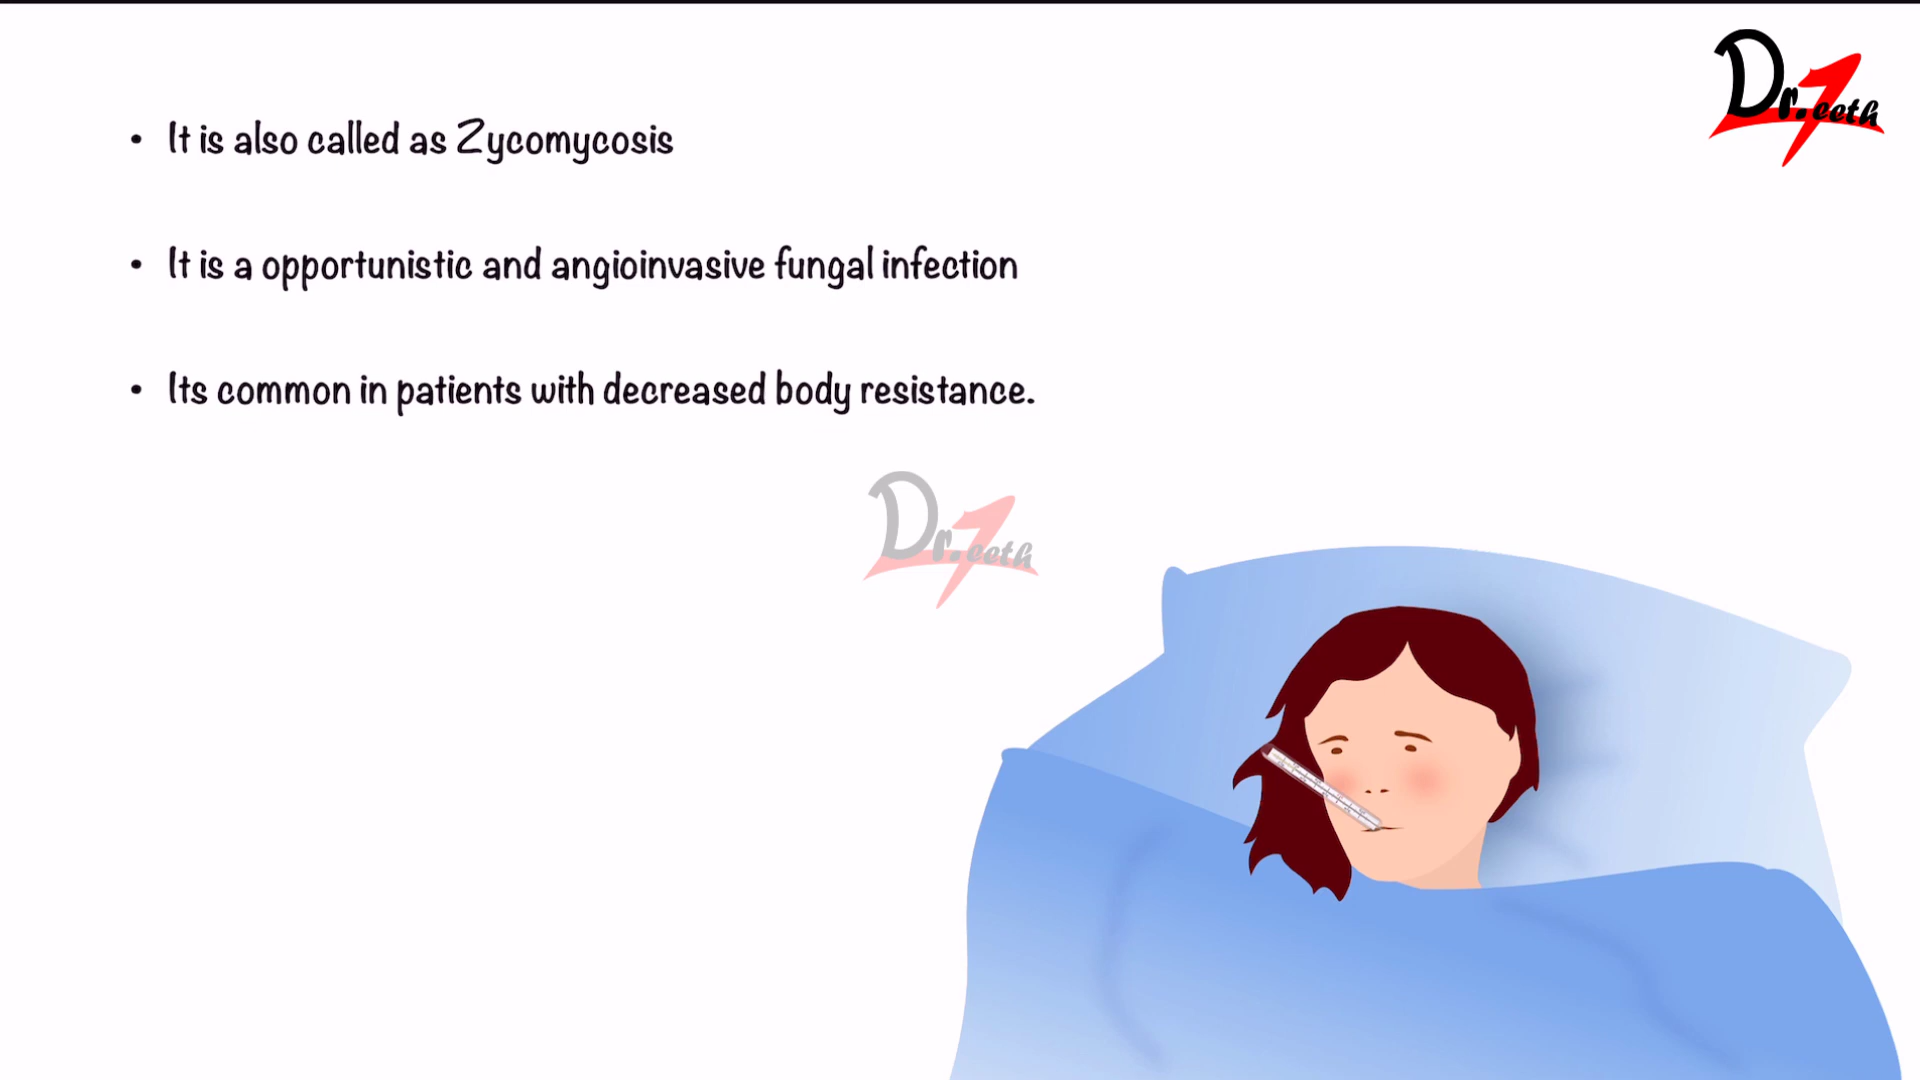 Dr. Teeth
• It is also called as Zycomycosis
• It is a opportunistic and angioinvasive fungal infection
• Its common in patients with decreased body resistance.
Dr. Teeth